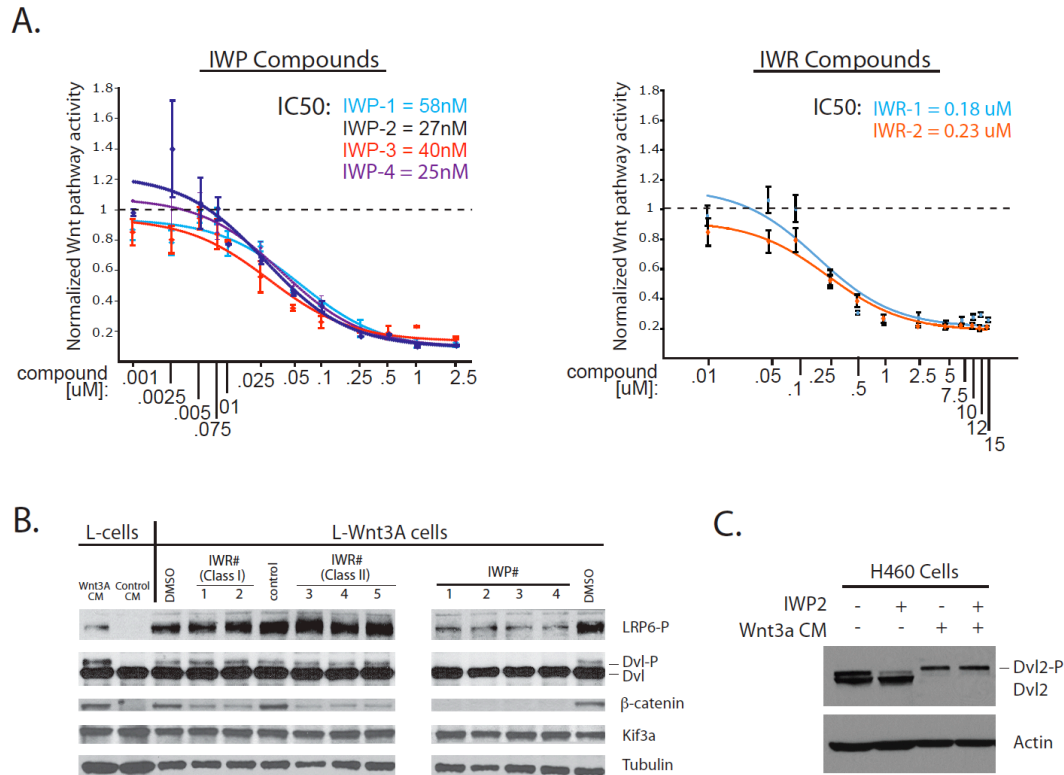 A.
IWP Compounds
IC50:
IWP-1 = 58nM
IWP-2 = 27nM
IWP-3 = 40nM
IWP-4 = 25nM
Normalized Wnt pathway activity
1.8
1.6
1.4
1.2
1
0.8
0.6
0.4
0.2
compound
[uM]:
.001
.0025
.005
.075
01
.025
.05
.1
.25
.5
1
2.5
IWR Compounds
IC50:
IWR-1 = 0.18 uM
IWR-2 = 0.23 uM
Normalized Wnt pathway activity
1.8
1.6
1.4
1.2
1
0.8
0.6
0.4
0.2
compound
[uM]:
.01
.05
.1
.25
.5
1
2.5
5
7.5
10
12
15
B.
L-cells
L-Wnt3A cells
Wnt3A
CM
Control
CM
DMSO
IWR#
(Class I)
1 2
control
IWR#
(Class II)
3 4 5
IWP#
1 2 3 4
DMSO
LRP6-P
Dvl-P
Dvl
β-catenin
Kif3a
Tubulin
C.
H460 Cells
IWP2 - + - +
Wnt3a CM - - + +
Dvl2-P
Dvl2
Actin